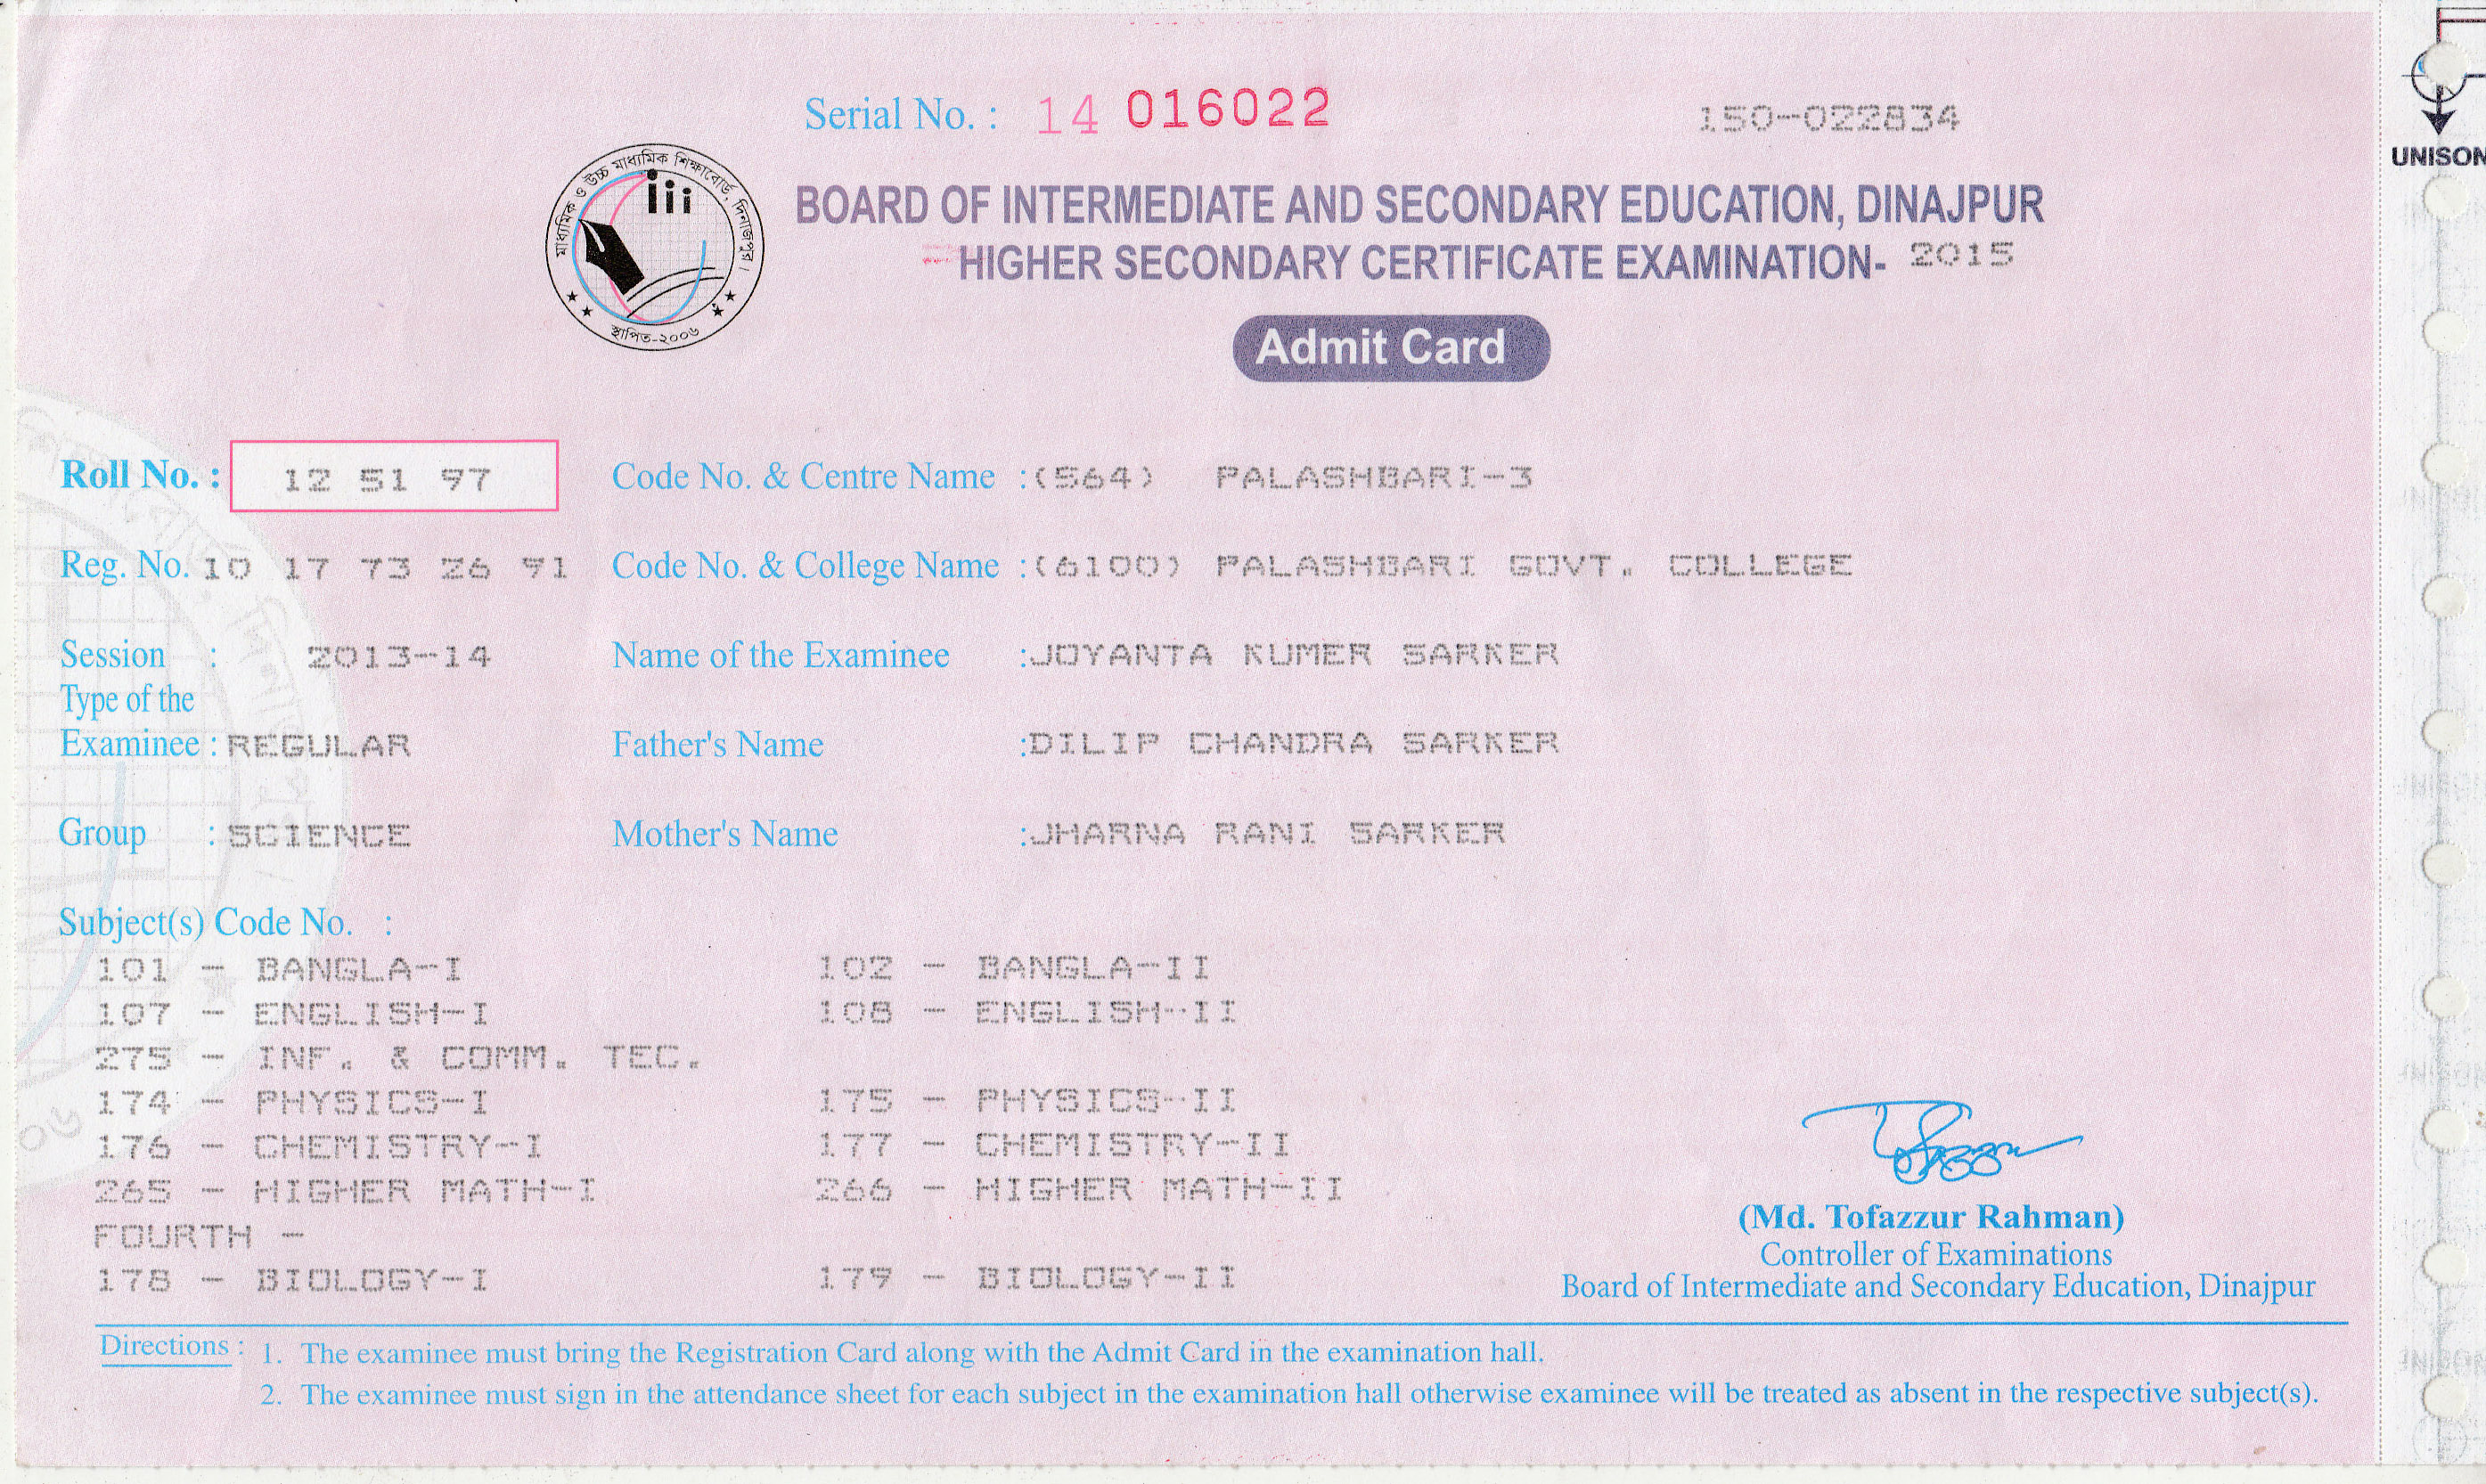 Serial No. : 14 016022 150-022834
UNISON
মাধ্যমিক ও উচ্চ মাধ্যমিক শিক্ষাবোর্ড, দিনাজপুর।
স্থাপিত-২০০৬
BOARD OF INTERMEDIATE AND SECONDARY EDUCATION, DINAJPUR
HIGHER SECONDARY CERTIFICATE EXAMINATION- 2015
Admit Card
Roll No. : 12 51 97 Code No. & Centre Name :(564) PALASHBARI-3
Reg. No. 10 17 73 26 91 Code No. & College Name :(6100) PALASHBARI GOVT. COLLEGE
Session : 2013-14 Name of the Examinee :JOYANTA KUMER SARKER
Type of the
Examinee : REGULAR Father's Name :DILIP CHANDRA SARKER
Group : SCIENCE Mother's Name :JHARNA RANI SARKER
Subject(s) Code No. :
101 - BANGLA-I 102 - BANGLA-II
107 - ENGLISH-I 108 - ENGLISH-II
275 - INF. & COMM. TEC.
174 - PHYSICS-I 175 - PHYSICS-II
176 - CHEMISTRY-I 177 - CHEMISTRY-II
265 - HIGHER MATH-I 266 - HIGHER MATH-II
FOURTH -
178 - BIOLOGY-I 179 - BIOLOGY-II
(Md. Tofazzur Rahman)
Controller of Examinations
Board of Intermediate and Secondary Education, Dinajpur
Directions : 1. The examinee must bring the Registration Card along with the Admit Card in the examination hall.
2. The examinee must sign in the attendance sheet for each subject in the examination hall otherwise examinee will be treated as absent in the respective subject(s).